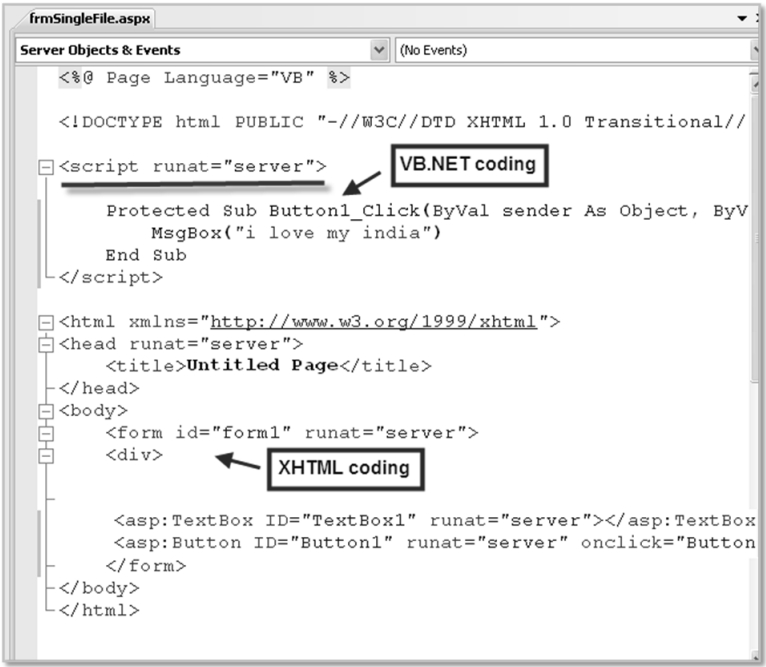 frmSingleFile.aspx
Server Objects & Events (No Events)
<%@ Page Language="VB" %>
<!DOCTYPE html PUBLIC "-//W3C//DTD XHTML 1.0 Transitional//
<script runat="server">
VB.NET coding
Protected Sub Button1_Click(ByVal sender As Object, ByV
MsgBox("i love my india")
End Sub
</script>
<html xmlns="http://www.w3.org/1999/xhtml">
<head runat="server">
<title>Untitled Page</title>
</head>
<body>
<form id="form1" runat="server">
<div>
XHTML coding
<asp:TextBox ID="TextBox1" runat="server"></asp:TextBox
<asp:Button ID="Button1" runat="server" onclick="Button
</form>
</body>
</html>